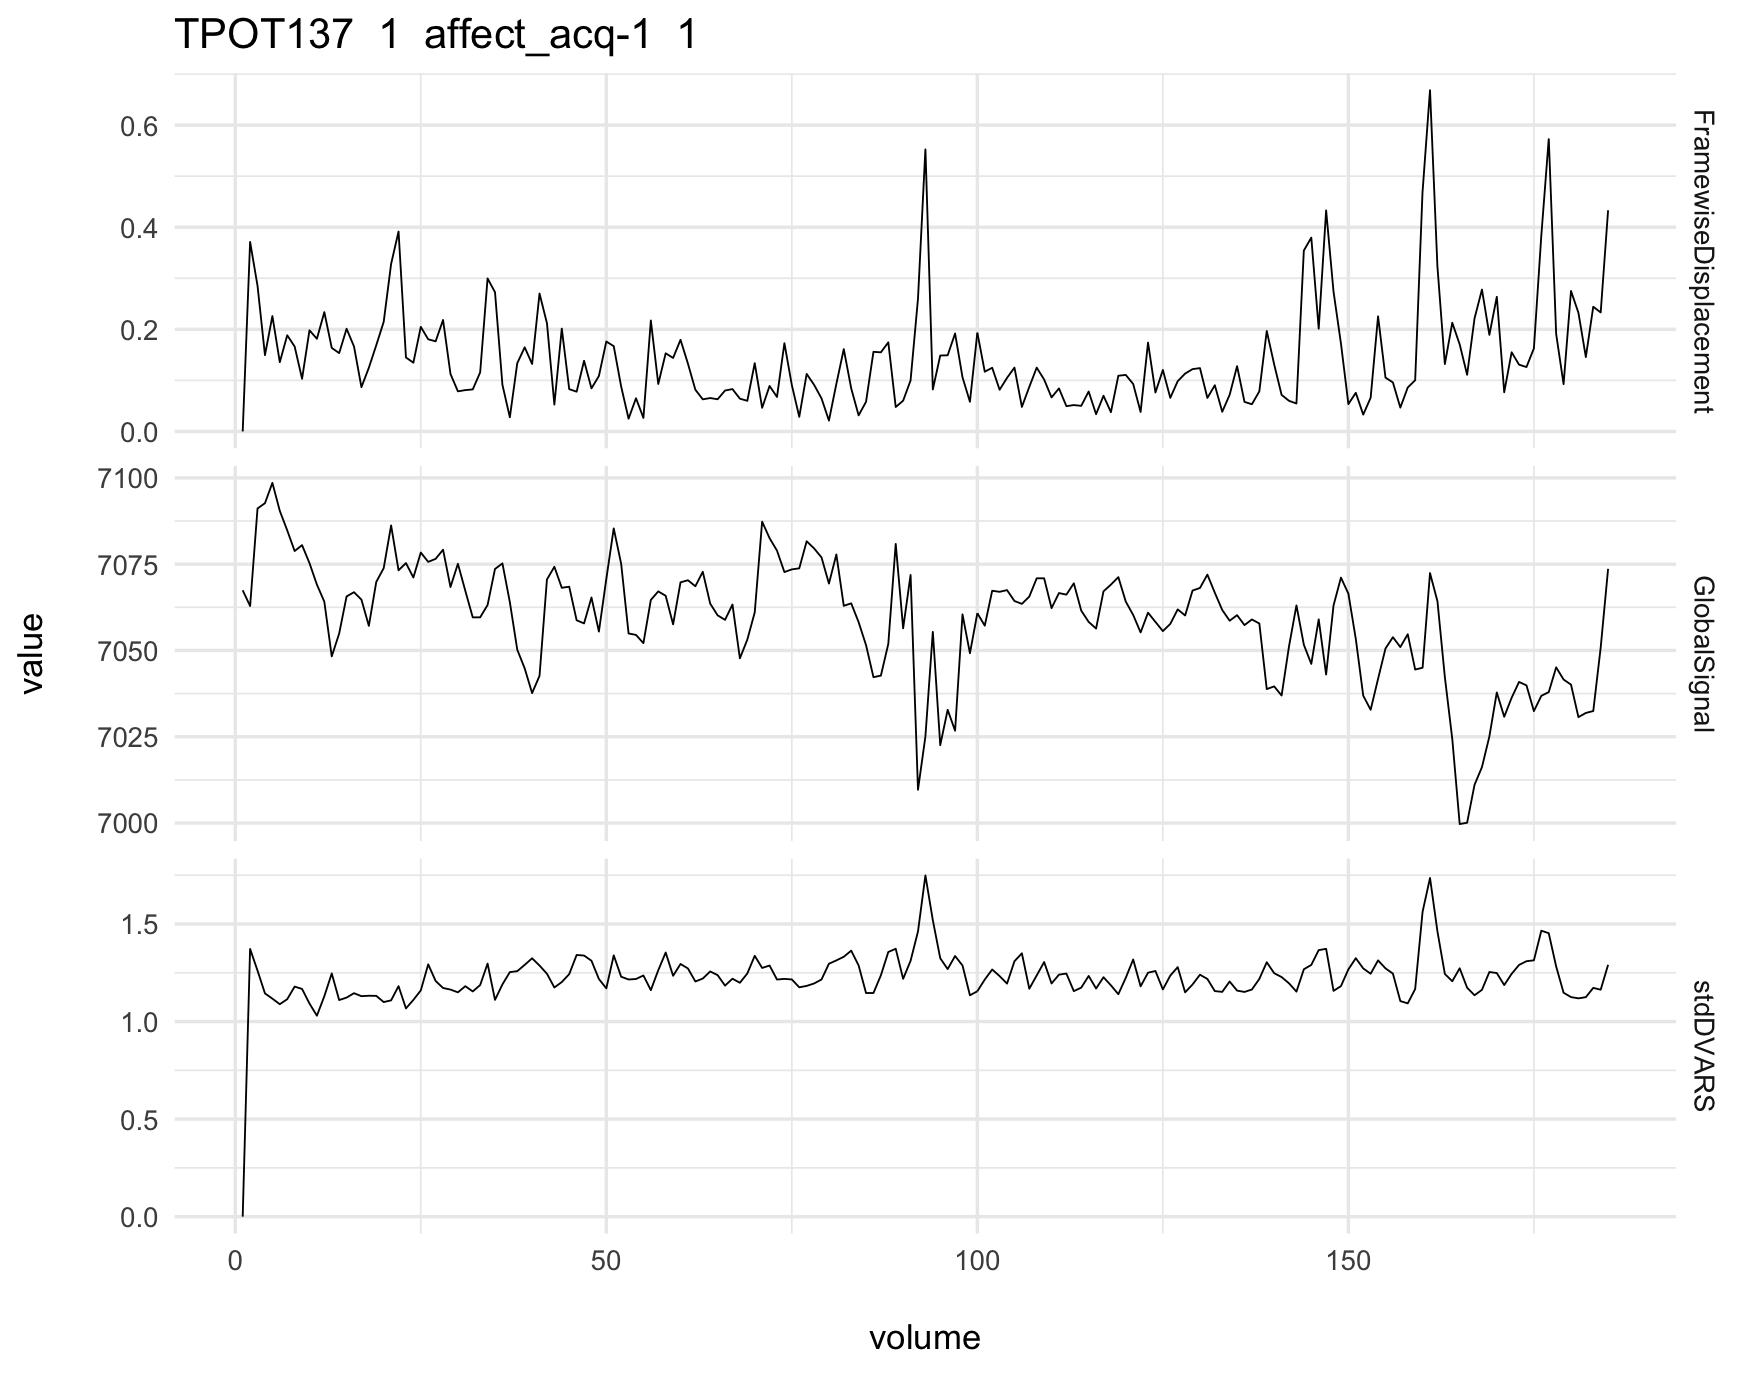 TPOT137 1 affect_acq-1 1
0.6
0.4
0.2
0.0
FramewiseDisplacement
7100
7075
7050
7025
7000
GlobalSignal
value
1.5
1.0
0.5
0.0
stdDVARS
0 50 100 150
volume